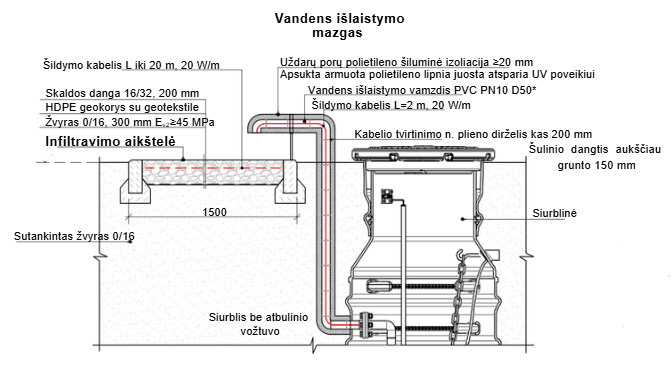 Vandens išlaistymo
mazgas
Šildymo kabelis L iki 20 m, 20 W/m
Uždarų porų polietileno šiluminė izoliacija ≥20 mm
Apsukta armuota polietileno lipnia juosta atsparia UV poveikiui
Vandens išlaistymo vamzdis PVC PN10 D50*
Šildymo kabelis L=2 m, 20 W/m
Skaldos danga 16/32, 200 mm
HDPE geokorys su geotekstile
Žvyras 0/16, 300 mm Eᵥ₂≥45 MPa
Infiltravimo aikštelė
Kabelio tvirtinimo n. plieno dirželis kas 200 mm
Šulinio dangtis aukščiau
grunto 150 mm
1500
Siurblinė
Sutankintas žvyras 0/16
Siurblis be atbulinio
vožtuvo